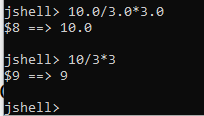 jshell> 10.0/3.0*3.0
$8 ==> 10.0
jshell> 10/3*3
$9 ==> 9
jshell>